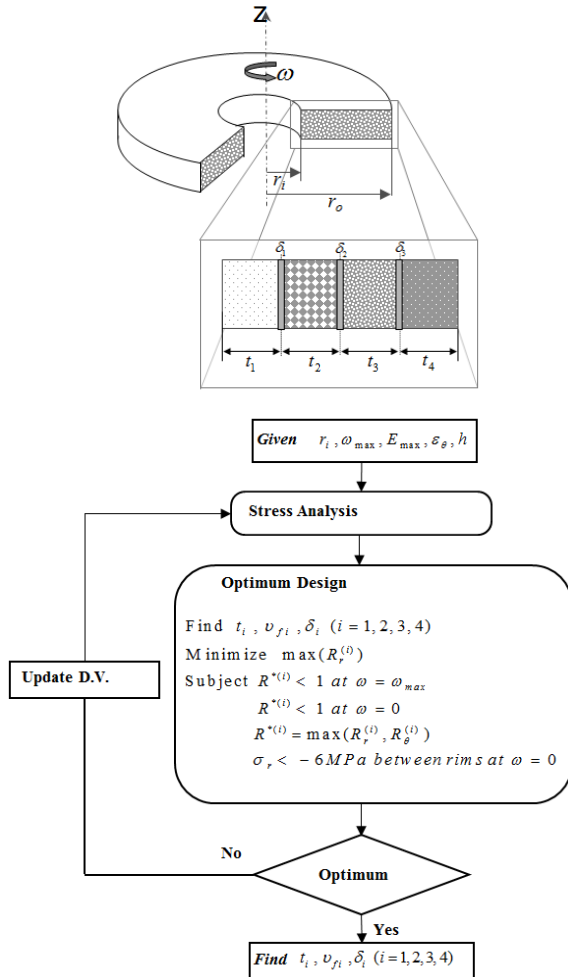 Z
ω
r_i
r_o
δ_1 δ_2 δ_3
t_1 t_2 t_3 t_4
Given r_i , ω_max , E_max , ε_θ , h
Stress Analysis
Optimum Design
Find t_i , υ_fi , δ_i (i = 1, 2, 3, 4)
Minimize max(R_r^(i))
Subject R^*(i) < 1 at ω = ω_max
R^*(i) < 1 at ω = 0
R^*(i) = max(R_r^(i), R_θ^(i))
σ_r < − 6MPa between rims at ω = 0
Update D.V.
No
Optimum
Yes
Find t_i , υ_fi , δ_i (i = 1,2,3,4)